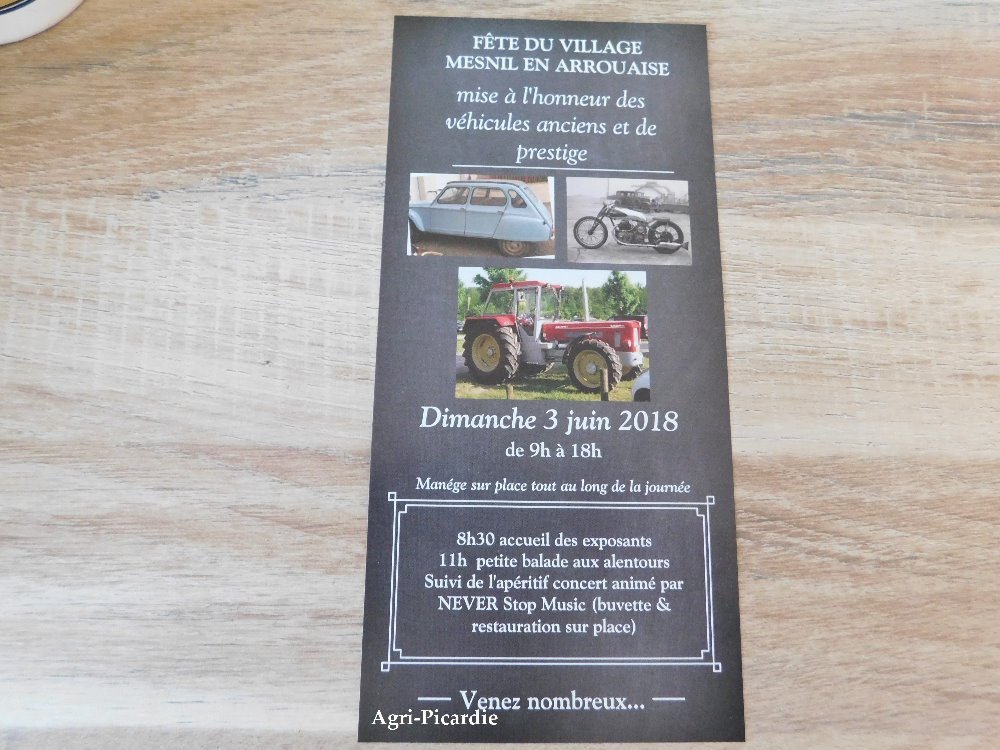 FÊTE DU VILLAGE
MESNIL EN ARROUAISE
mise à l'honneur des
véhicules anciens et de
prestige
Dimanche 3 juin 2018
de 9h à 18h
Manége sur place tout au long de la journée
8h30 accueil des exposants
11h petite balade aux alentours
Suivi de l'apéritif concert animé par
NEVER Stop Music (buvette &
restauration sur place)
Venez nombreux...
Agri-Picardie